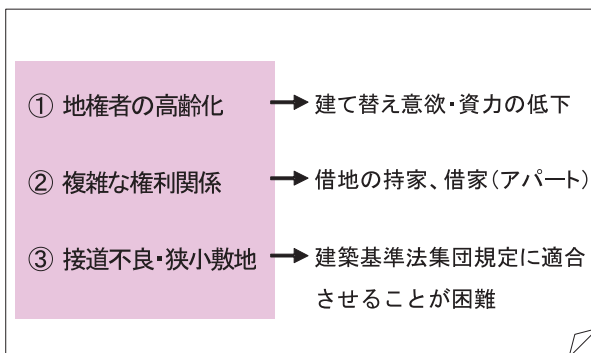 ① 地権者の高齢化 → 建て替え意欲・資力の低下
② 複雑な権利関係 → 借地の持家、借家(アパート)
③ 接道不良・狭小敷地 → 建築基準法集団規定に適合
させることが困難